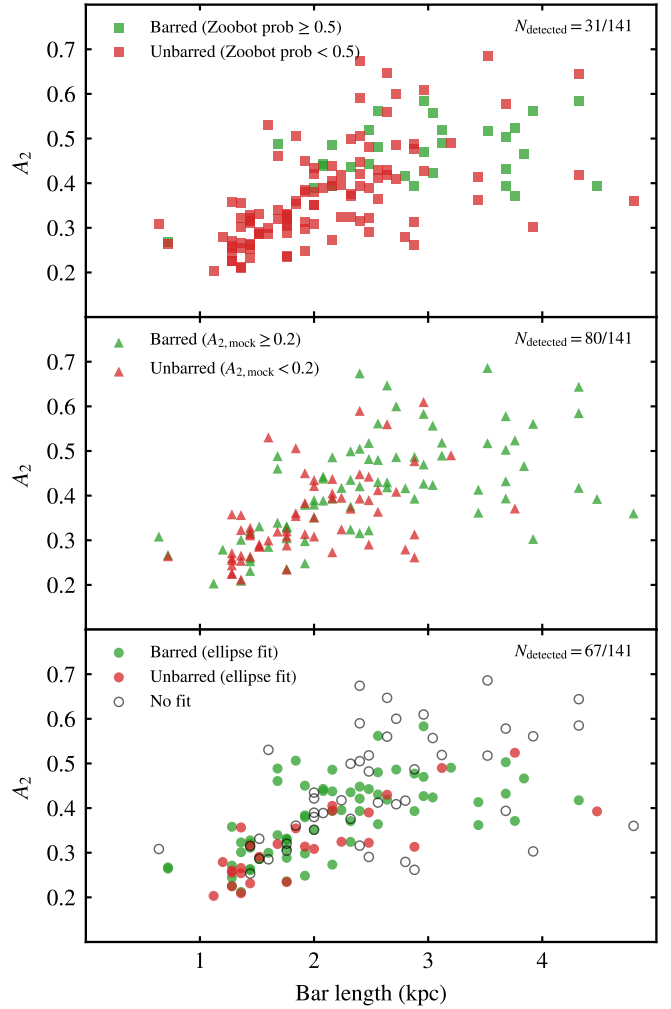 Barred (Zoobot prob ≥ 0.5)
Unbarred (Zoobot prob < 0.5)
N_detected = 31/141
0.7
0.6
0.5
0.4
0.3
0.2
A_2
Barred (A_2,mock ≥ 0.2)
Unbarred (A_2,mock < 0.2)
N_detected = 80/141
0.7
0.6
0.5
0.4
0.3
0.2
A_2
Barred (ellipse fit)
Unbarred (ellipse fit)
No fit
N_detected = 67/141
0.7
0.6
0.5
0.4
0.3
0.2
A_2
1 2 3 4
Bar length (kpc)